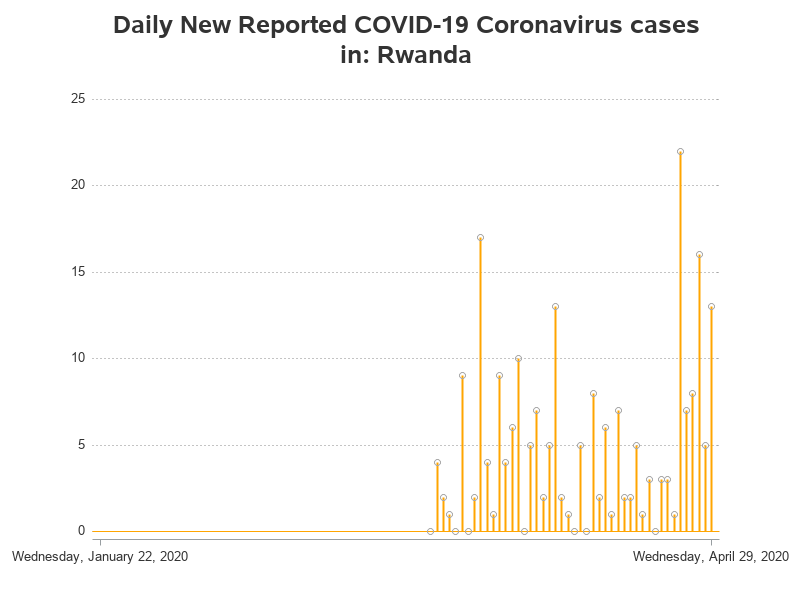 Daily New Reported COVID-19 Coronavirus cases
in: Rwanda
25
20
15
10
5
0
Wednesday, January 22, 2020
Wednesday, April 29, 2020